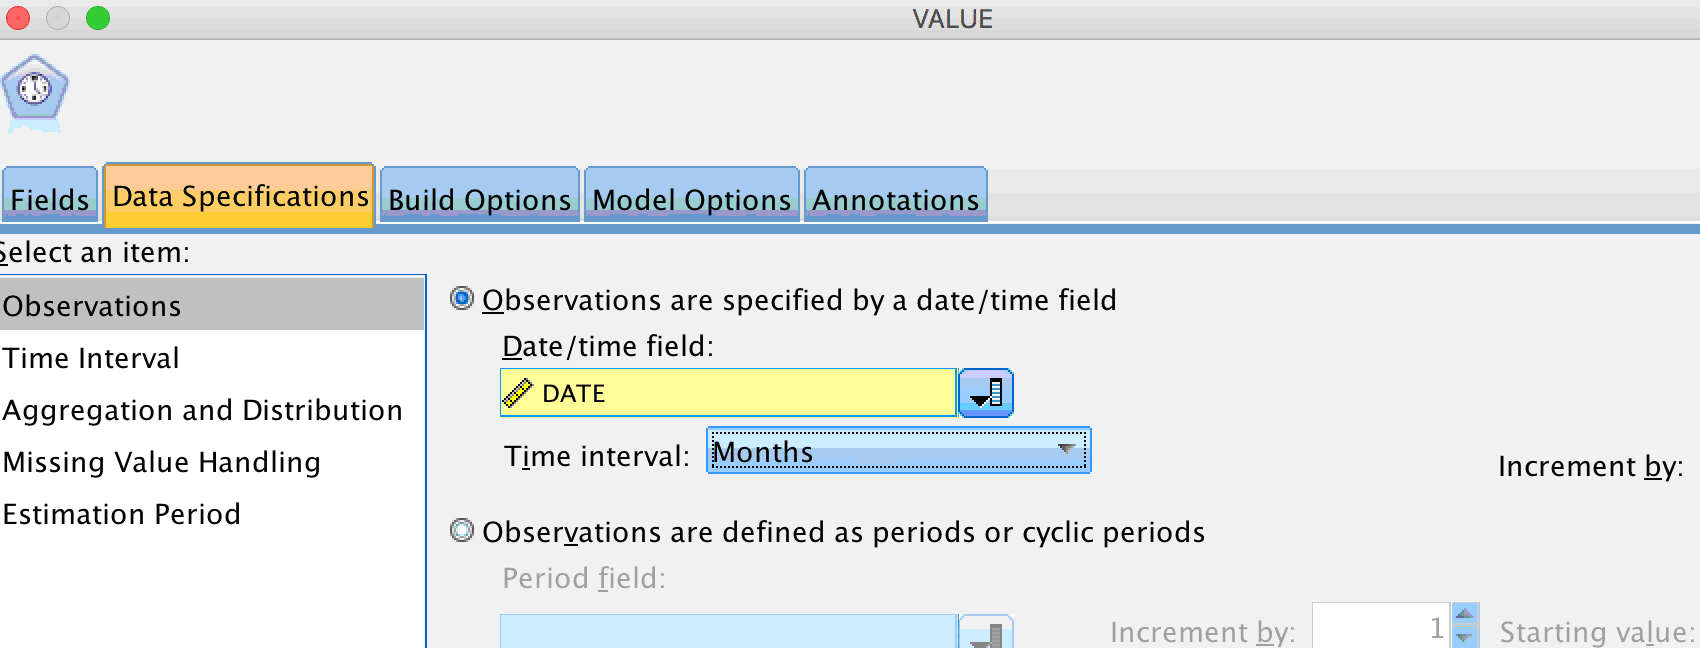 VALUE
Fields Data Specifications Build Options Model Options Annotations
Select an item:
Observations
Time Interval
Aggregation and Distribution
Missing Value Handling
Estimation Period
Observations are specified by a date/time field
Date/time field:
DATE
Time interval: Months
Increment by:
Observations are defined as periods or cyclic periods
Period field:
Increment by: 1 Starting value: